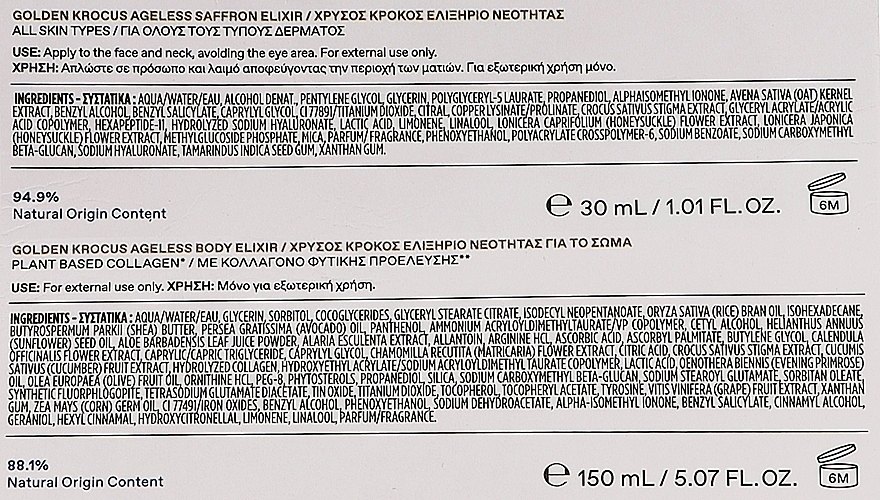 GOLDEN KROCUS AGELESS SAFFRON ELIXIR / ΧΡΥΣΟΣ ΚΡΟΚΟΣ ΕΛΙΞΗΡΙΟ ΝΕΟΤΗΤΑΣ
ALL SKIN TYPES / ΓΙΑ ΟΛΟΥΣ ΤΟΥΣ ΤΥΠΟΥΣ ΔΕΡΜΑΤΟΣ
USE: Apply to the face and neck, avoiding the eye area. For external use only.
ΧΡΗΣΗ: Απλώστε σε πρόσωπο και λαιμό αποφεύγοντας την περιοχή των ματιών. Για εξωτερική χρήση μόνο.
INGREDIENTS - ΣΥΣΤΑΤΙΚΑ : AQUA/WATER/EAU, ALCOHOL DENAT., PENTYLENE GLYCOL, GLYCERIN, POLYGLYCERYL-5 LAURATE, PROPANEDIOL, ALPHAISOMETHYL IONONE, AVENA SATIVA (OAT) KERNEL
EXTRACT, BENZYL ALCOHOL, BENZYL SALICYLATE, CAPRYLYL GLYCOL, CI 77891/TITANIUM DIOXIDE, CITRAL, COPPER LYSINATE/PROLINATE, CROCUS SATIVUS STIGMA EXTRACT, GLYCERYL ACRYLATE/ACRYLIC
ACID COPOLYMER, HEXAPEPTIDE-11, HYDROLYZED SODIUM HYALURONATE, LACTIC ACID, LIMONENE, LINALOOL, LONICERA CAPRIFOLIUM (HONEYSUCKLE) FLOWER EXTRACT, LONICERA JAPONICA
(HONEYSUCKLE) FLOWER EXTRACT, METHYLGLUCOSIDE PHOSPHATE, MICA, PARFUM/FRAGRANCE, PHENOXYETHANOL, POLYACRYLATE CROSSPOLYMER-6, SODIUM BENZOATE, SODIUM CARBOXYMETHYL
BETA-GLUCAN, SODIUM HYALURONATE, TAMARINDUS INDICA SEED GUM, XANTHAN GUM.
94.9%
Natural Origin Content
℮ 30 mL / 1.01 FL.OZ.
6M
GOLDEN KROCUS AGELESS BODY ELIXIR / ΧΡΥΣΟΣ ΚΡΟΚΟΣ ΕΛΙΞΗΡΙΟ ΝΕΟΤΗΤΑΣ ΓΙΑ ΤΟ ΣΩΜΑ
PLANT BASED COLLAGEN* / ΜΕ ΚΟΛΛΑΓΟΝΟ ΦΥΤΙΚΗΣ ΠΡΟΕΛΕΥΣΗΣ**
USE: For external use only. ΧΡΗΣΗ: Μόνο για εξωτερική χρήση.
INGREDIENTS - ΣΥΣΤΑΤΙΚΑ : AQUA/WATER/EAU, GLYCERIN, SORBITOL, COCOGLYCERIDES, GLYCERYL STEARATE CITRATE, ISODECYL NEOPENTANOATE, ORYZA SATIVA (RICE) BRAN OIL, ISOHEXADECANE,
BUTYROSPERMUM PARKII (SHEA) BUTTER, PERSEA GRATISSIMA (AVOCADO) OIL, PANTHENOL, AMMONIUM ACRYLOYLDIMETHYLTAURATE/VP COPOLYMER, CETYL ALCOHOL, HELIANTHUS ANNUUS
(SUNFLOWER) SEED OIL, ALOE BARBADENSIS LEAF JUICE POWDER, ALARIA ESCULENTA EXTRACT, ALLANTOIN, ARGININE HCL, ASCORBIC ACID, ASCORBYL PALMITATE, BUTYLENE GLYCOL, CALENDULA
OFFICINALIS FLOWER EXTRACT, CAPRYLIC/CAPRIC TRIGLYCERIDE, CAPRYLYL GLYCOL, CHAMOMILLA RECUTITA (MATRICARIA) FLOWER EXTRACT, CITRIC ACID, CROCUS SATIVUS STIGMA EXTRACT, CUCUMIS
SATIVUS (CUCUMBER) FRUIT EXTRACT, HYDROLYZED COLLAGEN, HYDROXYETHYL ACRYLATE/SODIUM ACRYLOYLDIMETHYL TAURATE COPOLYMER, LACTIC ACID, OENOTHERA BIENNIS (EVENING PRIMROSE)
OIL, OLEA EUROPAEA (OLIVE) FRUIT OIL, ORNITHINE HCL, PEG-8, PHYTOSTEROLS, PROPANEDIOL, SILICA, SODIUM CARBOXYMETHYL BETA-GLUCAN, SODIUM STEAROYL GLUTAMATE, SORBITAN OLEATE,
SYNTHETIC FLUORPHLOGOPITE, TETRASODIUM GLUTAMATE DIACETATE, TIN OXIDE, TITANIUM DIOXIDE, TOCOPHEROL, TOCOPHERYL ACETATE, TYROSINE, VITIS VINIFERA (GRAPE) FRUIT EXTRACT, XANTHAN
GUM, ZEA MAYS (CORN) GERM OIL, CI 77491/IRON OXIDES, BENZYL ALCOHOL, PHENOXYETHANOL, SODIUM DEHYDROACETATE, ALPHA-ISOMETHYL IONONE, BENZYL SALICYLATE, CINNAMYL ALCOHOL,
GERANIOL, HEXYL CINNAMAL, HYDROXYCITRONELLAL, LIMONENE, LINALOOL, PARFUM/FRAGRANCE.
88.1%
Natural Origin Content
℮ 150 mL / 5.07 FL.OZ.
6M